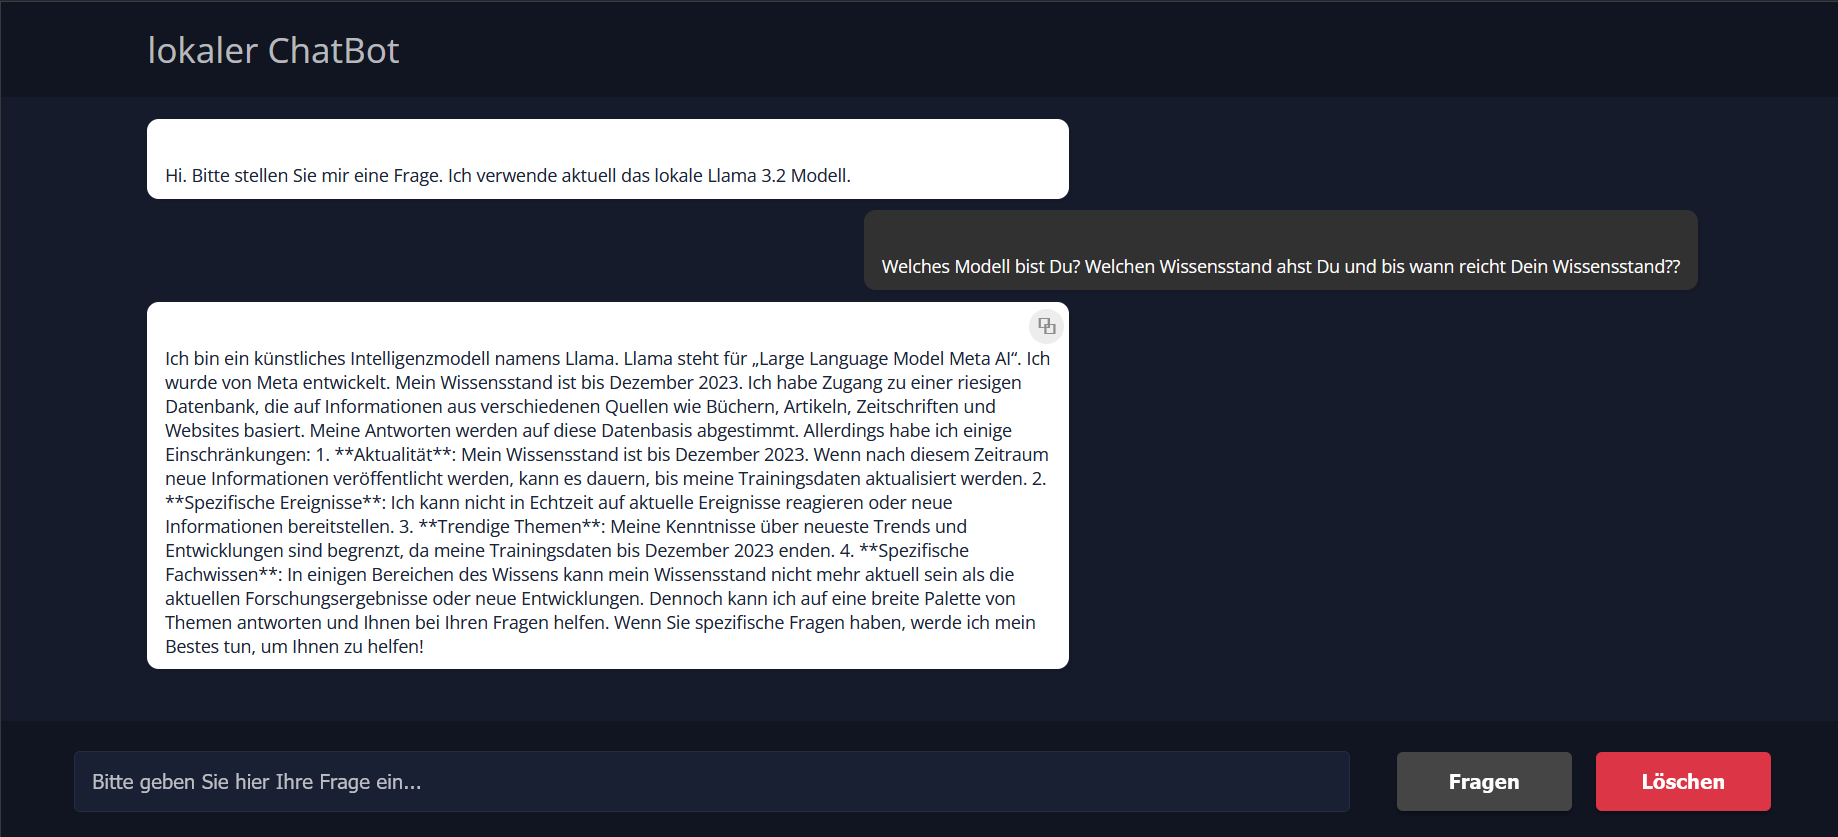 lokaler ChatBot
Hi. Bitte stellen Sie mir eine Frage. Ich verwende aktuell das lokale Llama 3.2 Modell.
Welches Modell bist Du? Welchen Wissensstand ahst Du und bis wann reicht Dein Wissensstand??
Ich bin ein künstliches Intelligenzmodell namens Llama. Llama steht für „Large Language Model Meta AI“. Ich
wurde von Meta entwickelt. Mein Wissensstand ist bis Dezember 2023. Ich habe Zugang zu einer riesigen
Datenbank, die auf Informationen aus verschiedenen Quellen wie Büchern, Artikeln, Zeitschriften und
Websites basiert. Meine Antworten werden auf diese Datenbasis abgestimmt. Allerdings habe ich einige
Einschränkungen: 1. **Aktualität**: Mein Wissensstand ist bis Dezember 2023. Wenn nach diesem Zeitraum
neue Informationen veröffentlicht werden, kann es dauern, bis meine Trainingsdaten aktualisiert werden. 2.
**Spezifische Ereignisse**: Ich kann nicht in Echtzeit auf aktuelle Ereignisse reagieren oder neue
Informationen bereitstellen. 3. **Trendige Themen**: Meine Kenntnisse über neueste Trends und
Entwicklungen sind begrenzt, da meine Trainingsdaten bis Dezember 2023 enden. 4. **Spezifische
Fachwissen**: In einigen Bereichen des Wissens kann mein Wissensstand nicht mehr aktuell sein als die
aktuellen Forschungsergebnisse oder neue Entwicklungen. Dennoch kann ich auf eine breite Palette von
Themen antworten und Ihnen bei Ihren Fragen helfen. Wenn Sie spezifische Fragen haben, werde ich mein
Bestes tun, um Ihnen zu helfen!
Bitte geben Sie hier Ihre Frage ein...
Fragen
Löschen